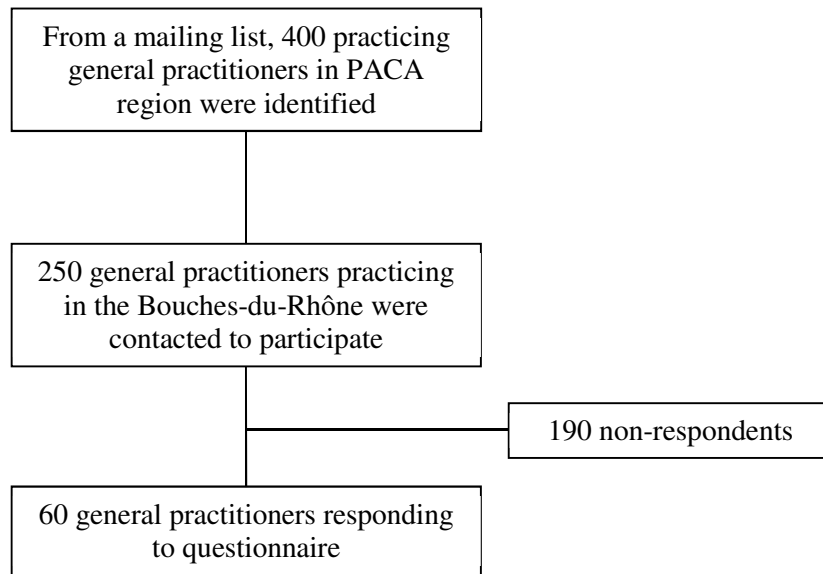 From a mailing list, 400 practicing
general practitioners in PACA
region were identified
250 general practitioners practicing
in the Bouches-du-Rhône were
contacted to participate
190 non-respondents
60 general practitioners responding
to questionnaire